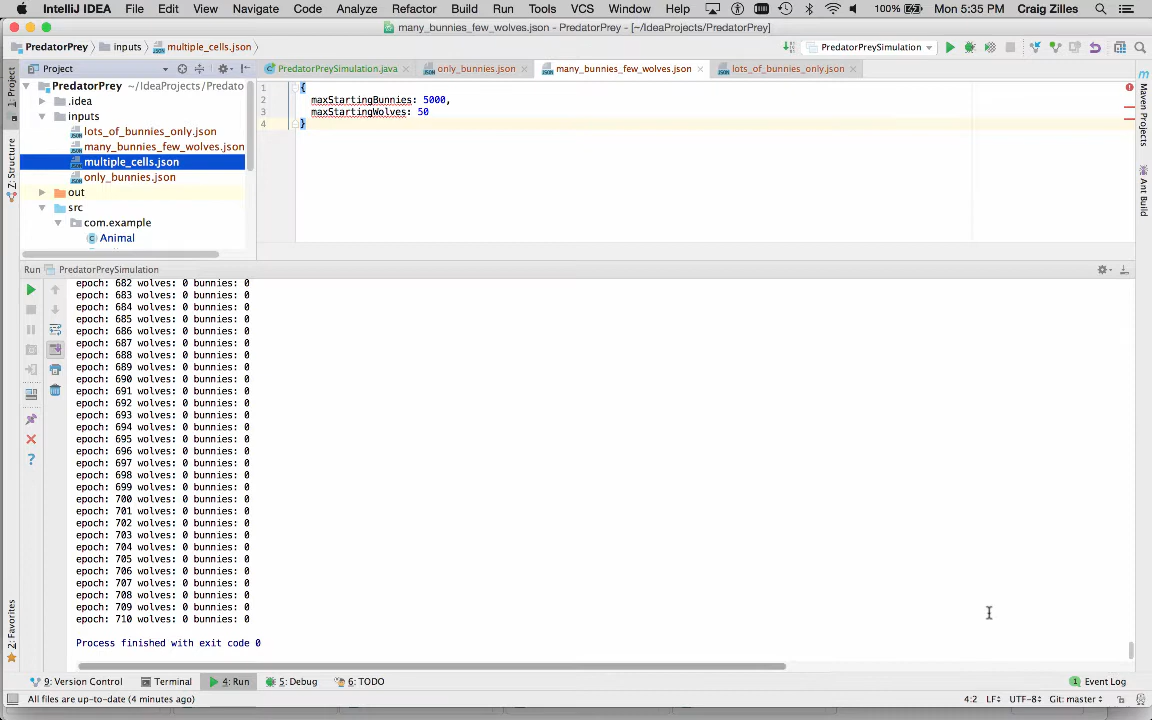 IntelliJ IDEA File Edit View Navigate Code Analyze Refactor Build Run Tools VCS Window Help 100% Mon 5:35 PM Craig Zilles
many_bunnies_few_wolves.json - PredatorPrey - [~/IdeaProjects/PredatorPrey]
PredatorPrey inputs multiple_cells.json PredatorPreySimulation
Project PredatorPreySimulation.java only_bunnies.json many_bunnies_few_wolves.json lots_of_bunnies_only.json
1: Project
Z: Structure
2: Favorites
Maven Projects
Ant Build
PredatorPrey ~/IdeaProjects/Predato
.idea
inputs
lots_of_bunnies_only.json
many_bunnies_few_wolves.json
multiple_cells.json
only_bunnies.json
out
src
com.example
Animal
1 {
2 maxStartingBunnies: 5000,
3 maxStartingWolves: 50
4 }
Run PredatorPreySimulation
epoch: 682 wolves: 0 bunnies: 0
epoch: 683 wolves: 0 bunnies: 0
epoch: 684 wolves: 0 bunnies: 0
epoch: 685 wolves: 0 bunnies: 0
epoch: 686 wolves: 0 bunnies: 0
epoch: 687 wolves: 0 bunnies: 0
epoch: 688 wolves: 0 bunnies: 0
epoch: 689 wolves: 0 bunnies: 0
epoch: 690 wolves: 0 bunnies: 0
epoch: 691 wolves: 0 bunnies: 0
epoch: 692 wolves: 0 bunnies: 0
epoch: 693 wolves: 0 bunnies: 0
epoch: 694 wolves: 0 bunnies: 0
epoch: 695 wolves: 0 bunnies: 0
epoch: 696 wolves: 0 bunnies: 0
epoch: 697 wolves: 0 bunnies: 0
epoch: 698 wolves: 0 bunnies: 0
epoch: 699 wolves: 0 bunnies: 0
epoch: 700 wolves: 0 bunnies: 0
epoch: 701 wolves: 0 bunnies: 0
epoch: 702 wolves: 0 bunnies: 0
epoch: 703 wolves: 0 bunnies: 0
epoch: 704 wolves: 0 bunnies: 0
epoch: 705 wolves: 0 bunnies: 0
epoch: 706 wolves: 0 bunnies: 0
epoch: 707 wolves: 0 bunnies: 0
epoch: 708 wolves: 0 bunnies: 0
epoch: 709 wolves: 0 bunnies: 0
epoch: 710 wolves: 0 bunnies: 0
Process finished with exit code 0
9: Version Control Terminal 4: Run 5: Debug 6: TODO 1 Event Log
All files are up-to-date (4 minutes ago) 4:2 LF÷ UTF-8÷ Git: master÷